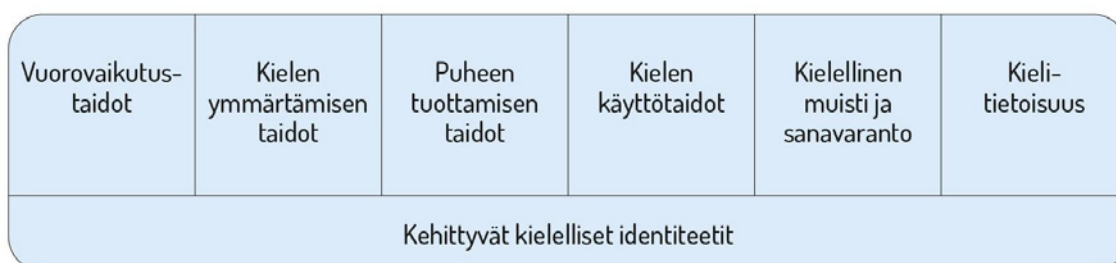 Vuorovaikutus-
taidot
Kielen
ymmärtämisen
taidot
Puheen
tuottamisen
taidot
Kielen
käyttötaidot
Kielellinen
muisti ja
sanavaranto
Kieli-
tietoisuus
Kehittyvät kielelliset identiteetit